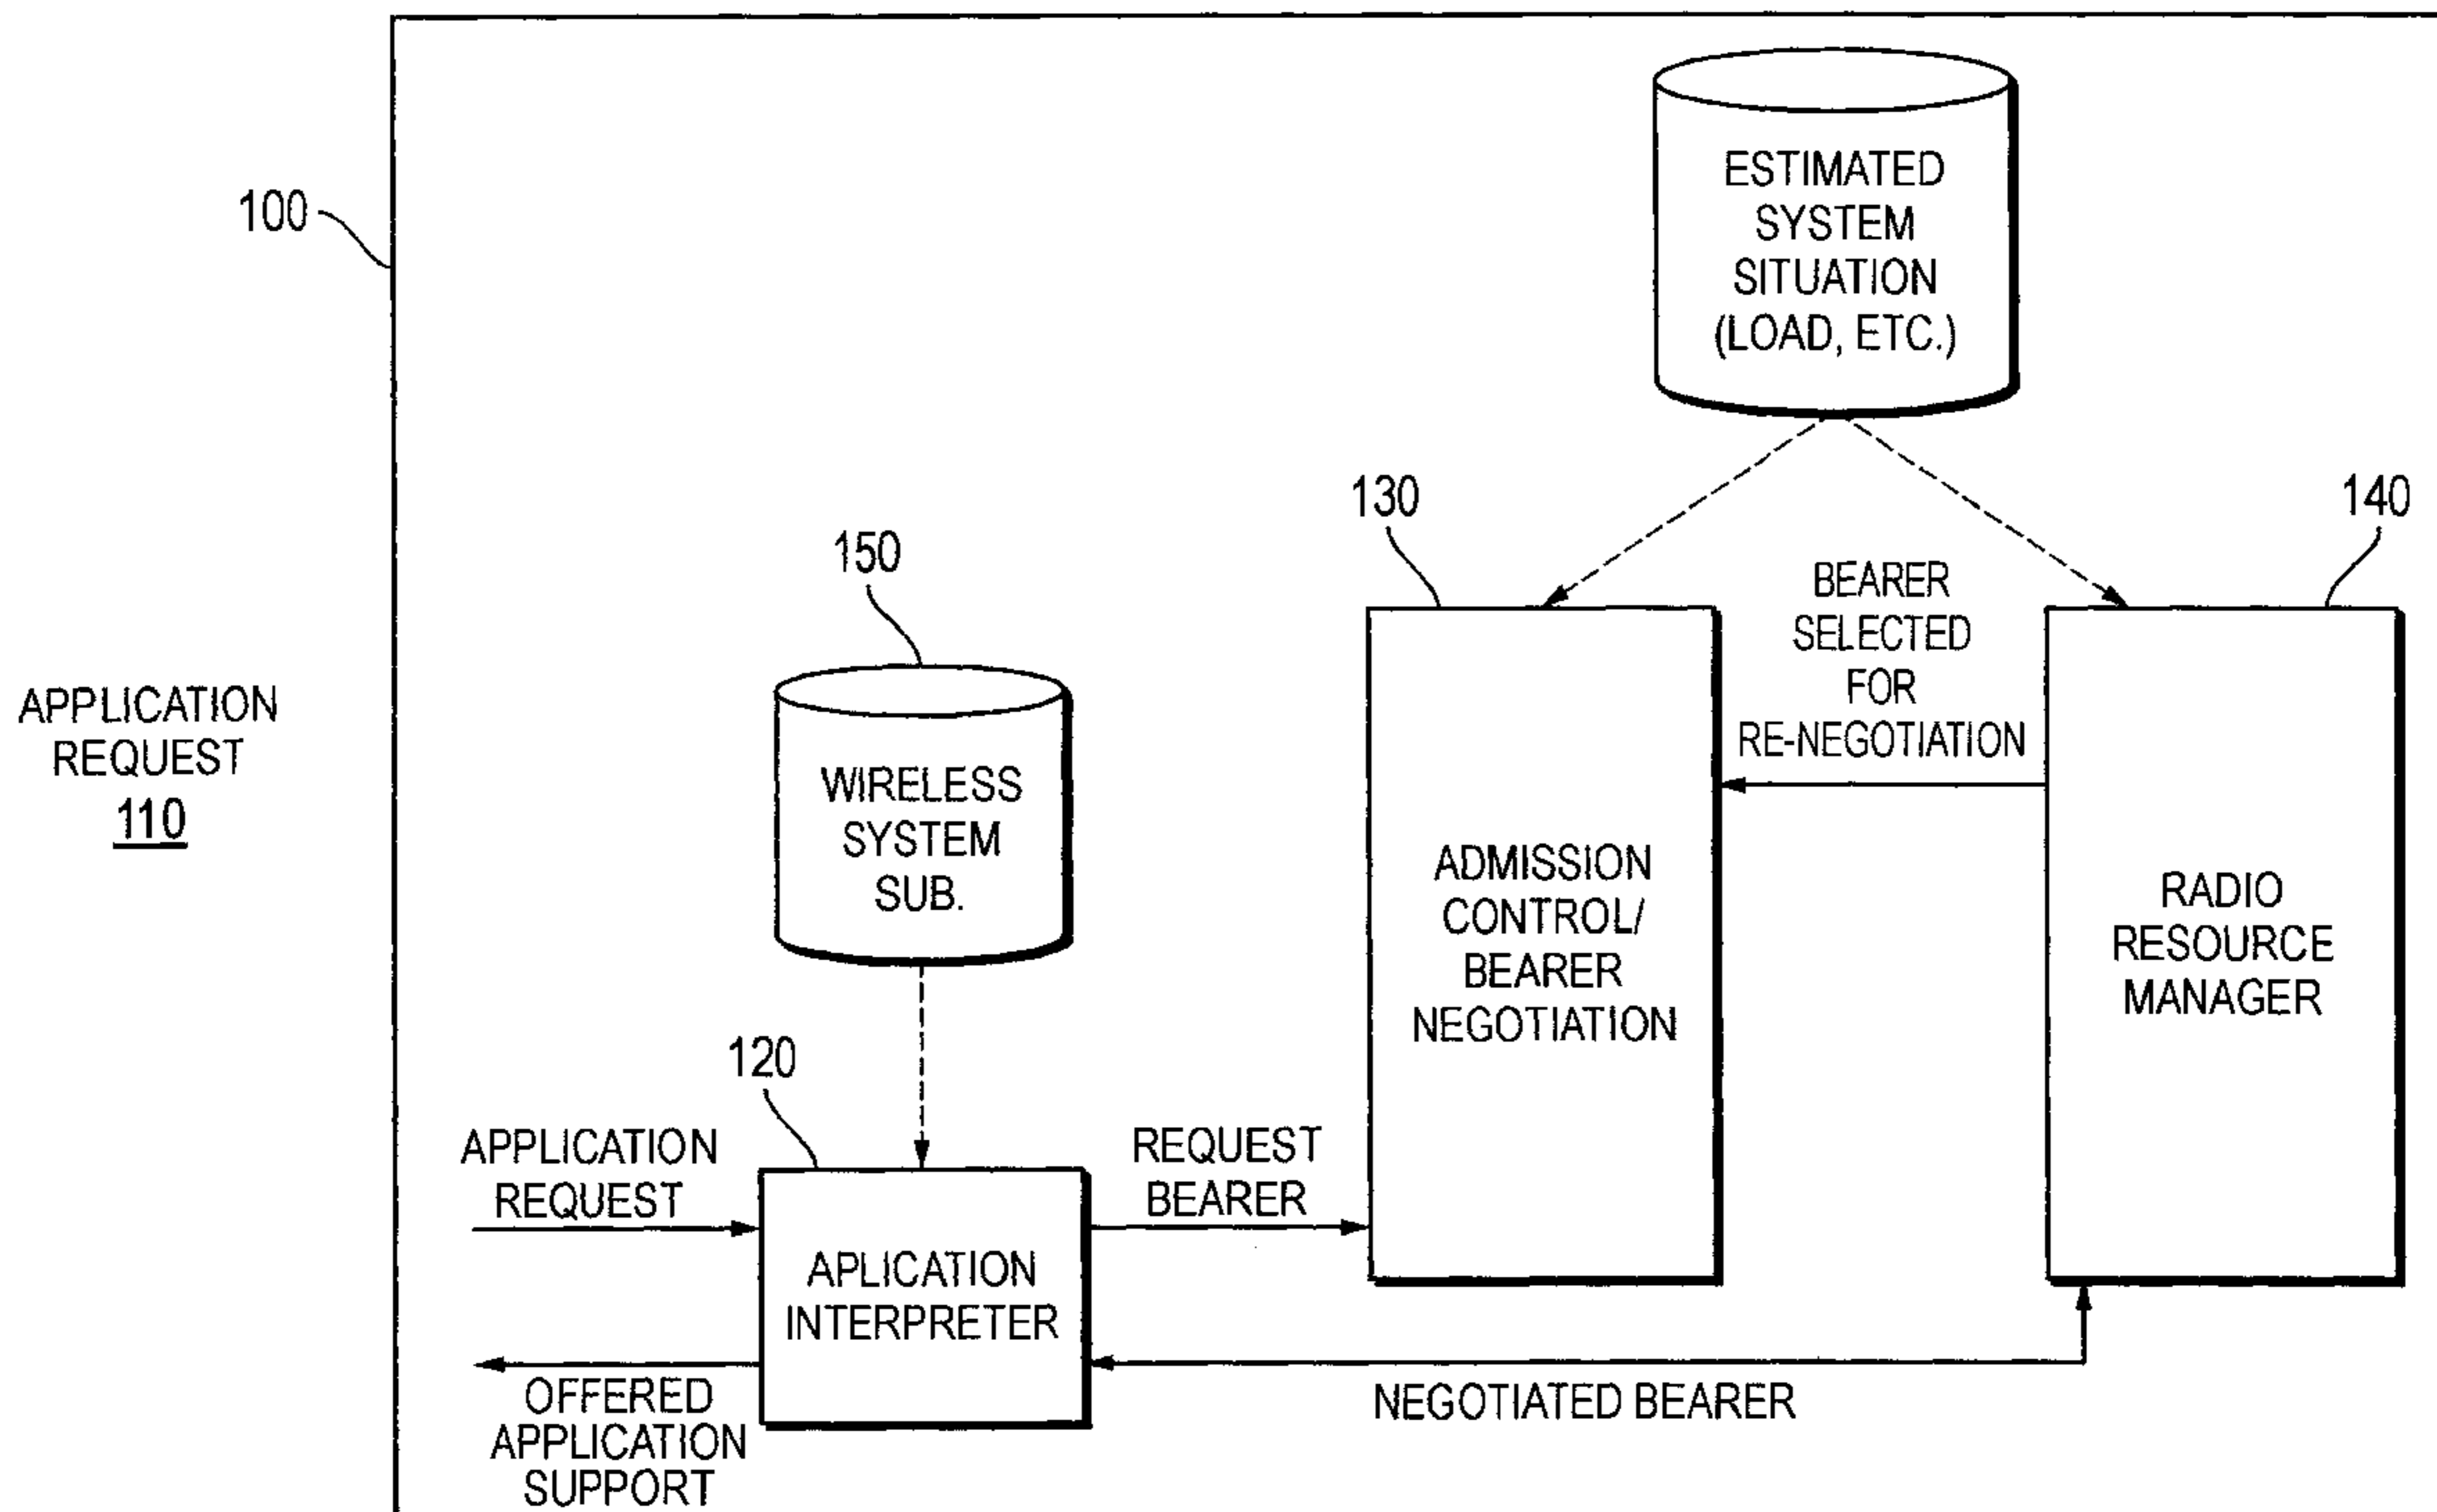 100
APPLICATION
REQUEST
110
ESTIMATED
SYSTEM
SITUATION
(LOAD, ETC.)
150
WIRELESS
SYSTEM
SUB.
130
140
BEARER
SELECTED
FOR
RE-NEGOTIATION
ADMISSION
CONTROL/
BEARER
NEGOTIATION
RADIO
RESOURCE
MANAGER
120
APPLICATION
REQUEST
REQUEST
BEARER
APLICATION
INTERPRETER
OFFERED
APPLICATION
SUPPORT
NEGOTIATED BEARER